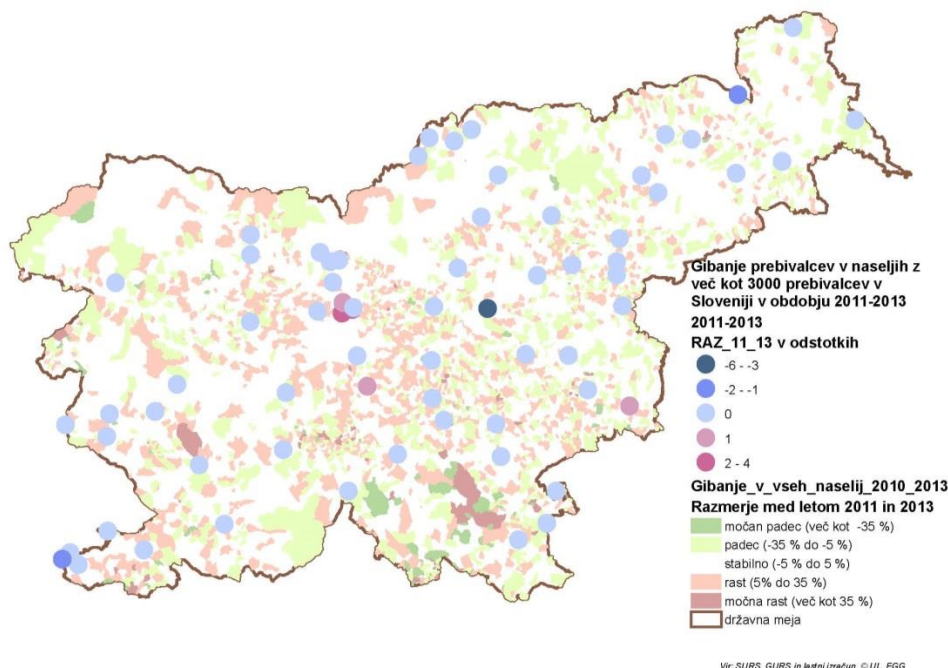 Gibanje prebivalcev v naseljih z
več kot 3000 prebivalcev v
Sloveniji v obdobju 2011-2013
2011-2013
RAZ_11_13 v odstotkih
-6 - -3
-2 - -1
0
1
2 - 4
Gibanje_v_vseh_naselij_2010_2013
Razmerje med letom 2011 in 2013
močan padec (več kot -35 %)
padec (-35 % do -5 %)
stabilno (-5 % do 5 %)
rast (5% do 35 %)
močna rast (več kot 35 %)
državna meja
Vir: SURS, GURS in lastni izračun, © UL, FGG